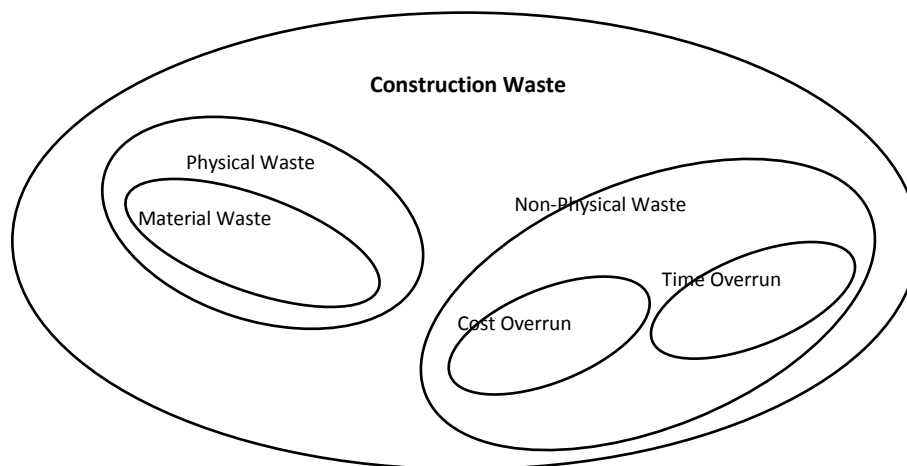 Construction Waste
Physical Waste
Material Waste
Non-Physical Waste
Time Overrun
Cost Overrun